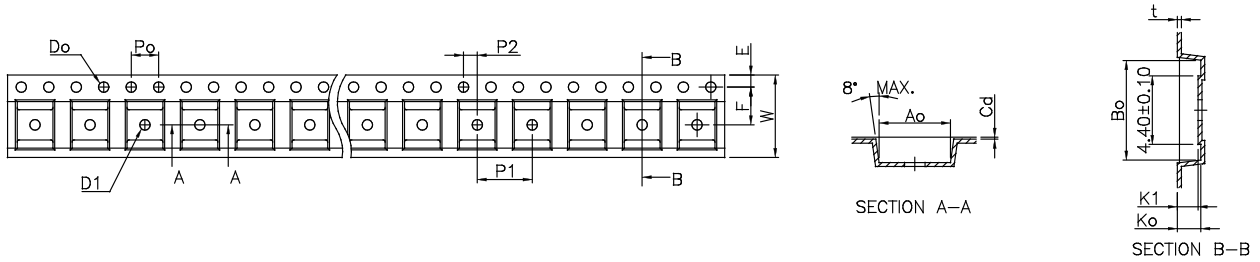 Do
Po
P2
B
E
F
W
D1
A
A
P1
B
8° MAX.
Ao
Cd
SECTION A-A
t
Bo
4.40±0.10
K1
Ko
SECTION B-B